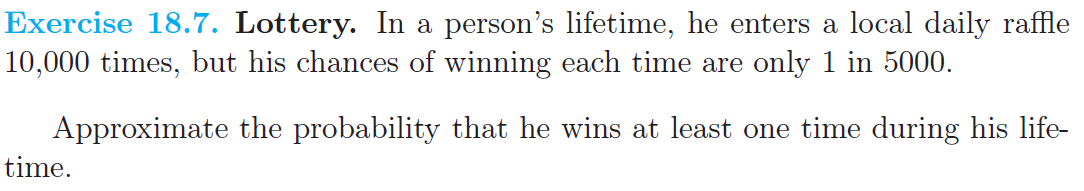 Exercise 18.7. Lottery. In a person's lifetime, he enters a local daily raffle
10,000 times, but his chances of winning each time are only 1 in 5000.
Approximate the probability that he wins at least one time during his life-
time.